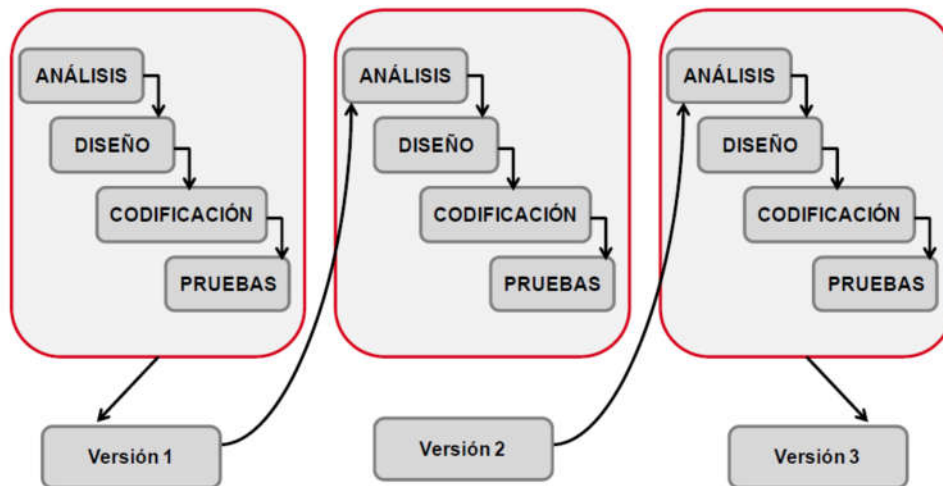 ANÁLISIS
DISEÑO
CODIFICACIÓN
PRUEBAS
ANÁLISIS
DISEÑO
CODIFICACIÓN
PRUEBAS
ANÁLISIS
DISEÑO
CODIFICACIÓN
PRUEBAS
Versión 1
Versión 2
Versión 3